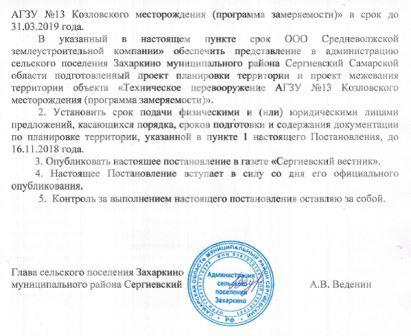 АГЗУ №13 Козловского месторождения (программа замеряемости)» в срок до
31.03.2019 года.
В указанный в настоящем пункте срок ООО Средневолжской
землеустроительной компании» обеспечить представление в администрацию
сельского поселения Захаркино муниципального района Сергиевский Самарской
области подготовленный проект планировки территории и проект межевания
территории объекта «Техническое перевооружение АГЗУ №13 Козловского
месторождения (программа замеряемости)».
2. Установить срок подачи физическими и (или) юридическими лицами
предложений, касающихся порядка, сроков подготовки и содержания документации
по планировке территории, указанной в пункте 1 настоящего Постановления, до
16.11.2018 года.
3. Опубликовать настоящее постановление в газете «Сергиевский вестник».
4. Настоящее Постановление вступает в силу со дня его официального
опубликования.
5. Контроль за выполнением настоящего постановления оставляю за собой.
Глава сельского поселения Захаркино
муниципального района Сергиевский
А.В. Веденин
Администрация
сельского
поселения
Захаркино